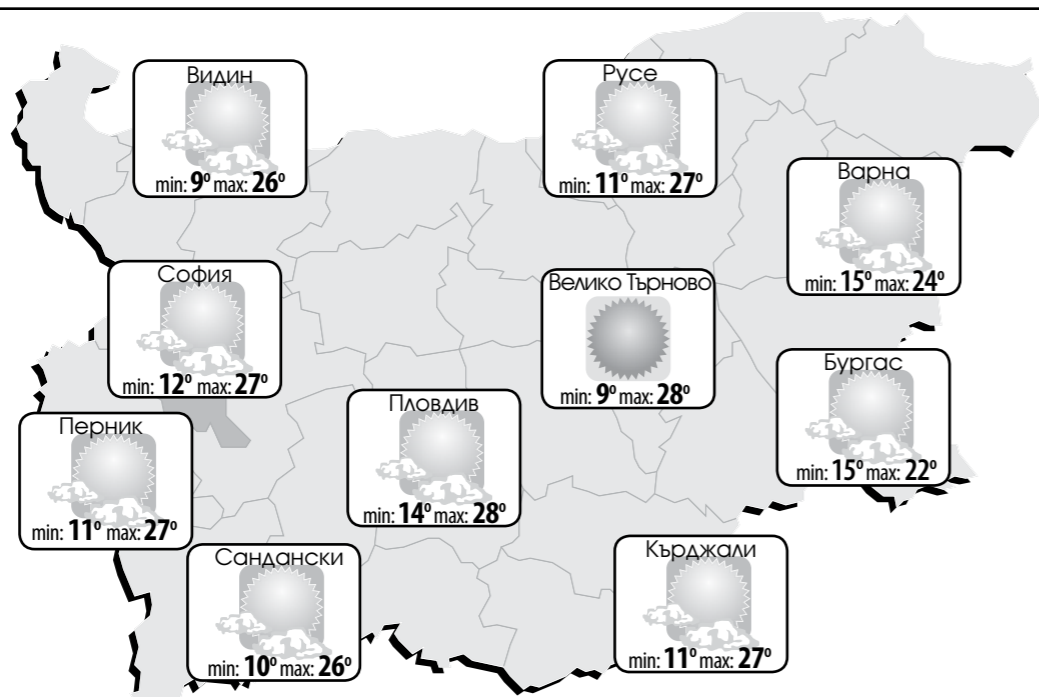 Видин
min: 9° max: 26°
Русе
min: 11° max: 27°
Варна
min: 15° max: 24°
София
min: 12° max: 27°
Велико Търново
min: 9° max: 28°
Бургас
min: 15° max: 22°
Пловдив
min: 14° max: 28°
Перник
min: 11° max: 27°
Сандански
min: 10° max: 26°
Кърджали
min: 11° max: 27°